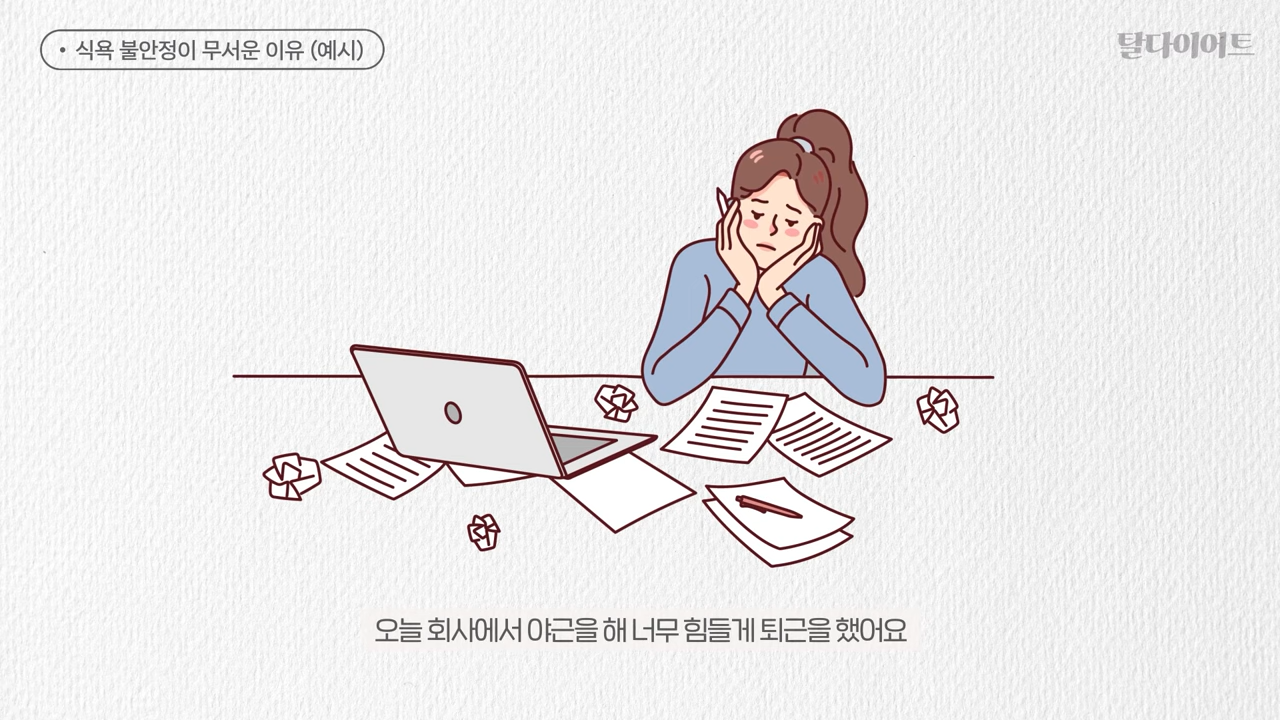 • 식욕 불안정이 무서운 이유 (예시)
탈다이어트
오늘 회사에서 야근을 해 너무 힘들게 퇴근을 했어요